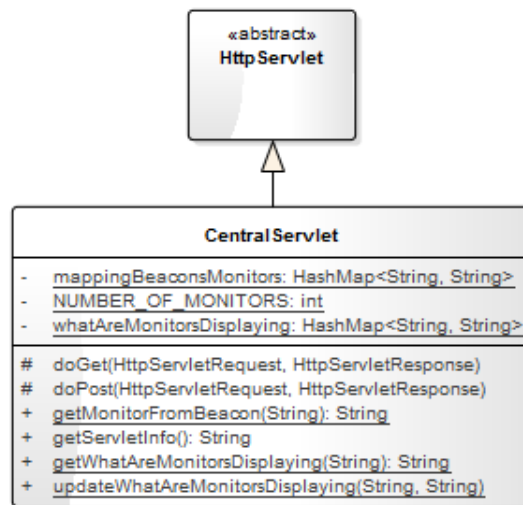 «abstract»
HttpServlet
CentralServlet
- mappingBeaconsMonitors: HashMap<String, String>
- NUMBER_OF_MONITORS: int
- whatAreMonitorsDisplaying: HashMap<String, String>
# doGet(HttpServletRequest, HttpServletResponse)
# doPost(HttpServletRequest, HttpServletResponse)
+ getMonitorFromBeacon(String): String
+ getServletInfo(): String
+ getWhatAreMonitorsDisplaying(String): String
+ updateWhatAreMonitorsDisplaying(String, String)